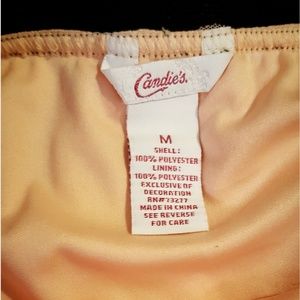 Candie's.
M
SHELL:
100% POLYESTER
LINING:
100% POLYESTER
EXCLUSIVE OF
DECORATION
RN#73277
MADE IN CHINA
SEE REVERSE
FOR CARE